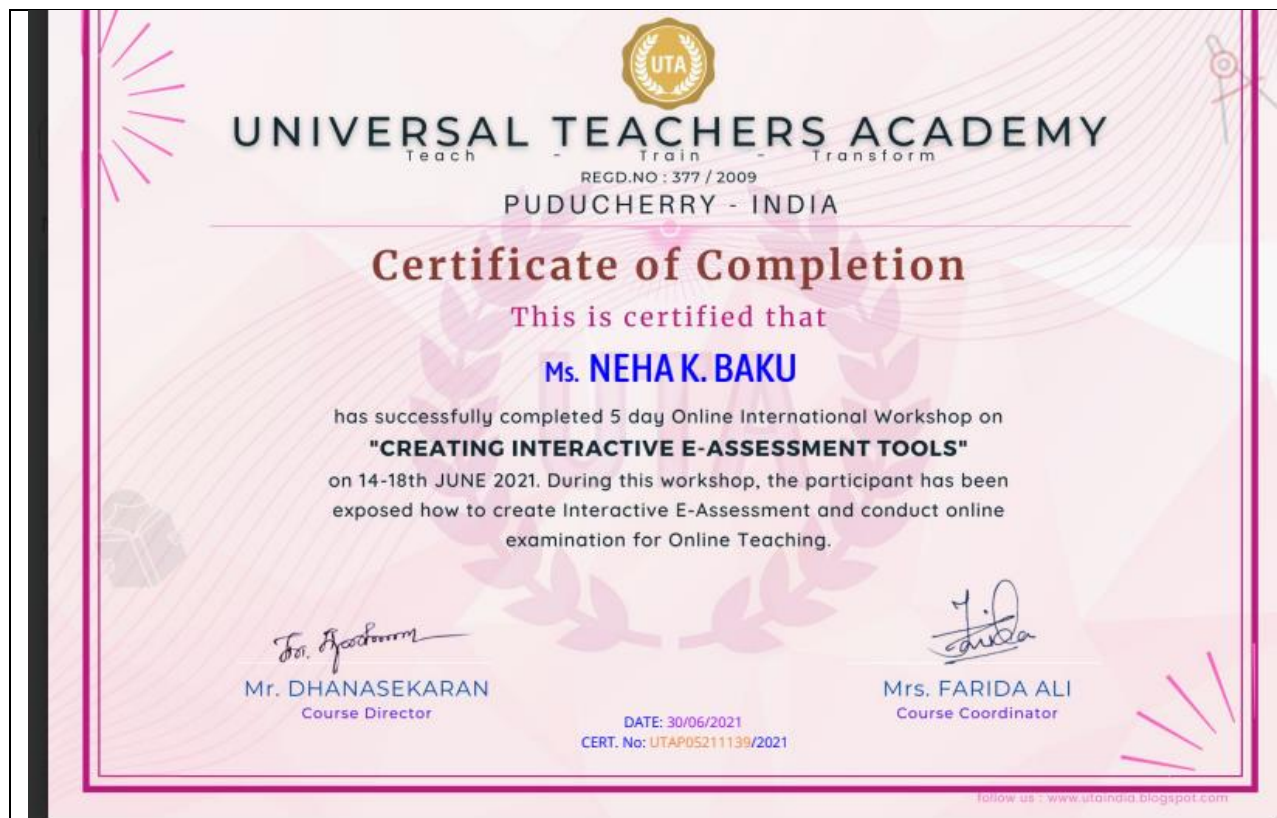 UTA
UNIVERSAL TEACHERS ACADEMY
Teach - Train - Transform
REGD.NO : 377 / 2009
PUDUCHERRY - INDIA
Certificate of Completion
This is certified that
Ms. NEHA K. BAKU
has successfully completed 5 day Online International Workshop on
"CREATING INTERACTIVE E-ASSESSMENT TOOLS"
on 14-18th JUNE 2021. During this workshop, the participant has been
exposed how to create Interactive E-Assessment and conduct online
examination for Online Teaching.
UTA
Farida
Mr. DHANASEKARAN
Course Director
Mrs. FARIDA ALI
Course Coordinator
DATE: 30/06/2021
CERT. No: UTAP05211139/2021
follow us : www.utaindia.blogspot.com